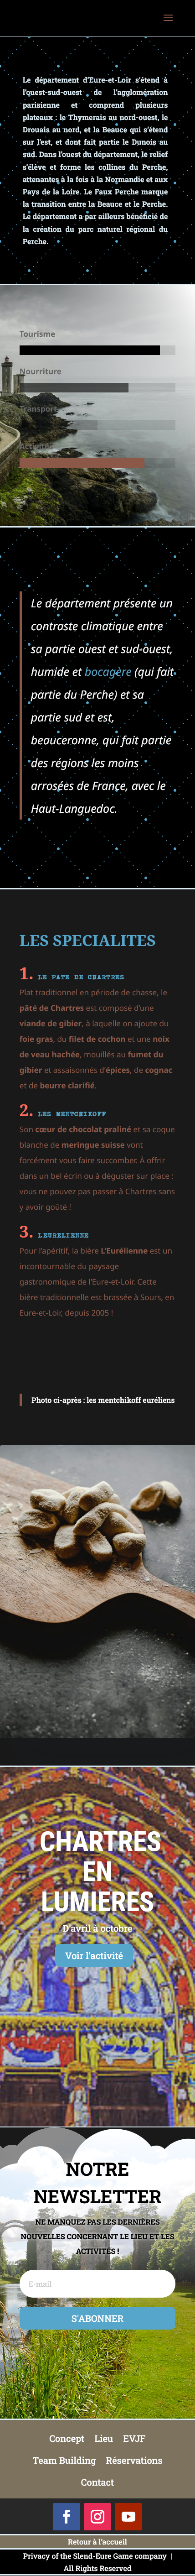 Le département d'Eure-et-Loir s'étend à
l'ouest-sud-ouest de l'agglomération
parisienne et comprend plusieurs
plateaux : le Thymerais au nord-ouest, le
Drouais au nord, et la Beauce qui s'étend
sur l'est, et dont fait partie le Dunois au
sud. Dans l'ouest du département, le relief
s'élève et forme les collines du Perche,
attenantes à la fois à la Normandie et aux
Pays de la Loire. Le Faux Perche marque
la transition entre la Beauce et le Perche.
Le département a par ailleurs bénéficié de
la création du parc naturel régional du
Perche.
Tourisme
Nourriture
Transport
Le département présente un
contraste climatique entre
sa partie ouest et sud-ouest,
humide et bocagère (qui fait
partie du Perche) et sa
partie sud et est,
beauceronne, qui fait partie
des régions les moins
arrosées de France, avec le
Haut-Languedoc.
LES SPECIALITES
1. LE PATE DE CHARTRES
Plat traditionnel en période de chasse, le
pâté de Chartres est composé d'une
viande de gibier, à laquelle on ajoute du
foie gras, du filet de cochon et une noix
de veau hachée, mouillés au fumet du
gibier et assaisonnés d'épices, de cognac
et de beurre clarifié.
2. LES MENTCHIKOFF
Son cœur de chocolat praliné et sa coque
blanche de meringue suisse vont
forcément vous faire succomber. À offrir
dans un bel écrin ou à déguster sur place :
vous ne pouvez pas passer à Chartres sans
y avoir goûté !
3. L'EURELIENNE
Pour l'apéritif, la bière L'Eurélienne est un
incontournable du paysage
gastronomique de l'Eure-et-Loir. Cette
bière traditionnelle est brassée à Sours, en
Eure-et-Loir, depuis 2005 !
Photo ci-après : les mentchikoff euréliens
CHARTRES
EN
LUMIERES
D'avril à octobre
Voir l'activité
NOTRE
NEWSLETTER
NE MANQUEZ PAS LES DERNIÈRES
NOUVELLES CONCERNANT LE LIEU ET LES
ACTIVITÉS !
E-mail
S'ABONNER
Concept Lieu EVJF
Team Building Réservations
Contact
Retour à l'accueil
Privacy of the Slend-Eure Game company |
All Rights Reserved